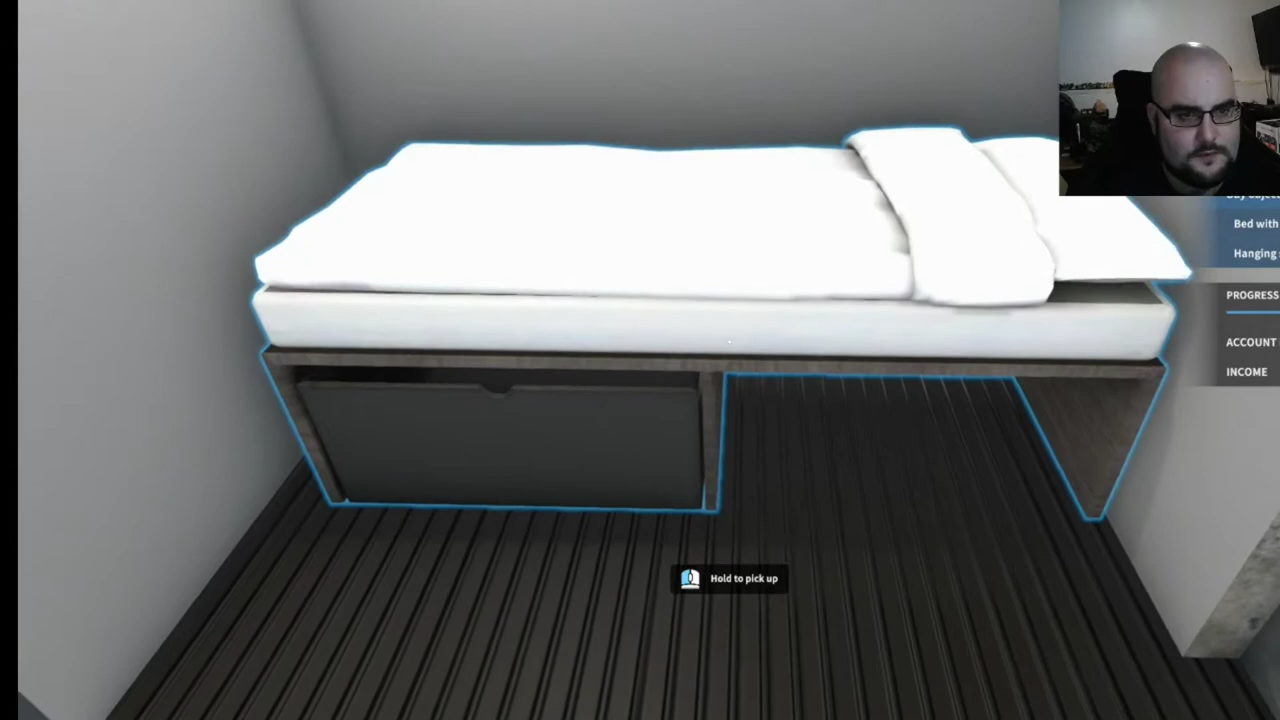 Bed with
Hanging
PROGRESS
ACCOUNT
INCOME
Hold to pick up